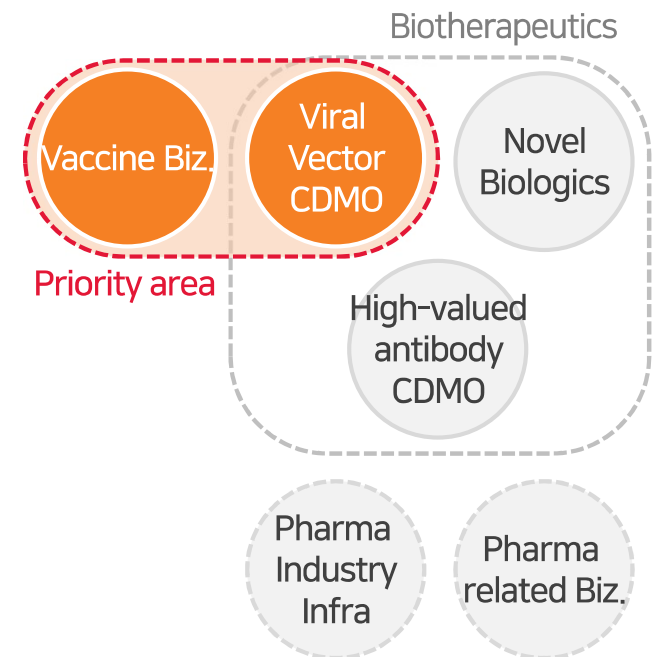 Biotherapeutics
Vaccine Biz.
Viral
Vector
CDMO
Novel
Biologics
Priority area
High-valued
antibody
CDMO
Pharma
Industry
Infra
Pharma
related Biz.